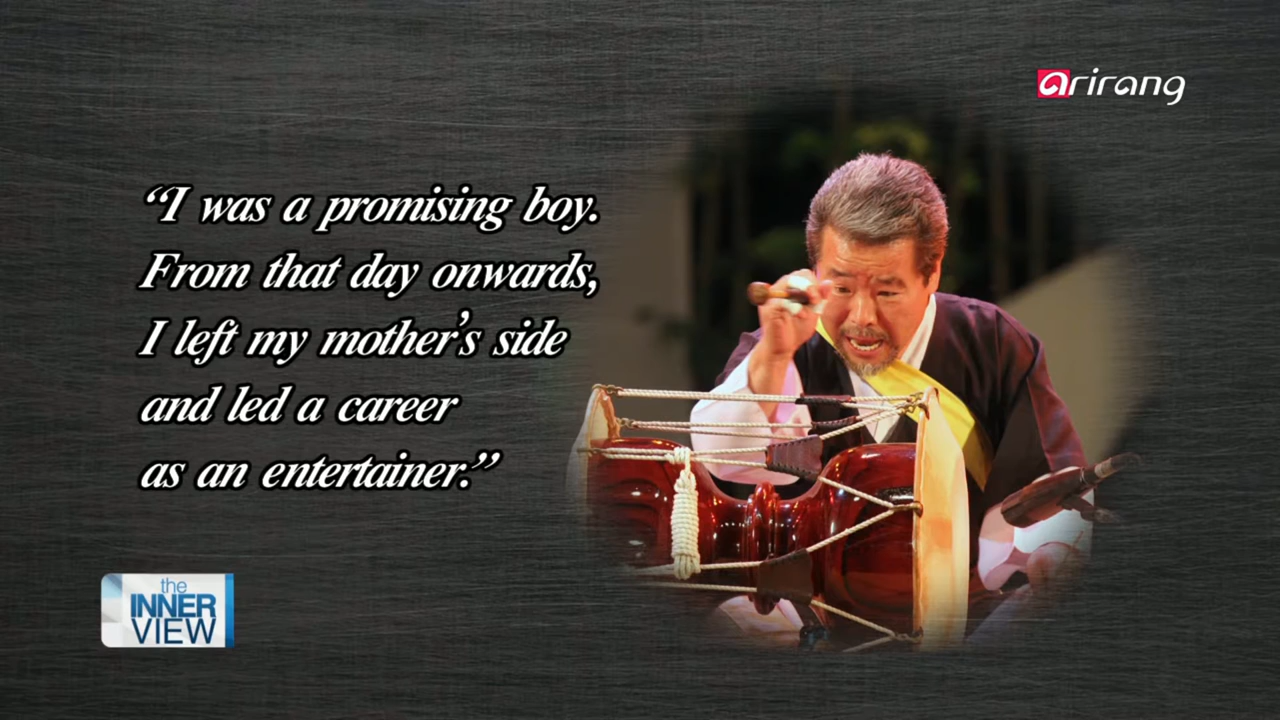 arirang
“I was a promising boy.
From that day onwards,
I left my mother’s side
and led a career
as an entertainer.”
the
INNER
VIEW